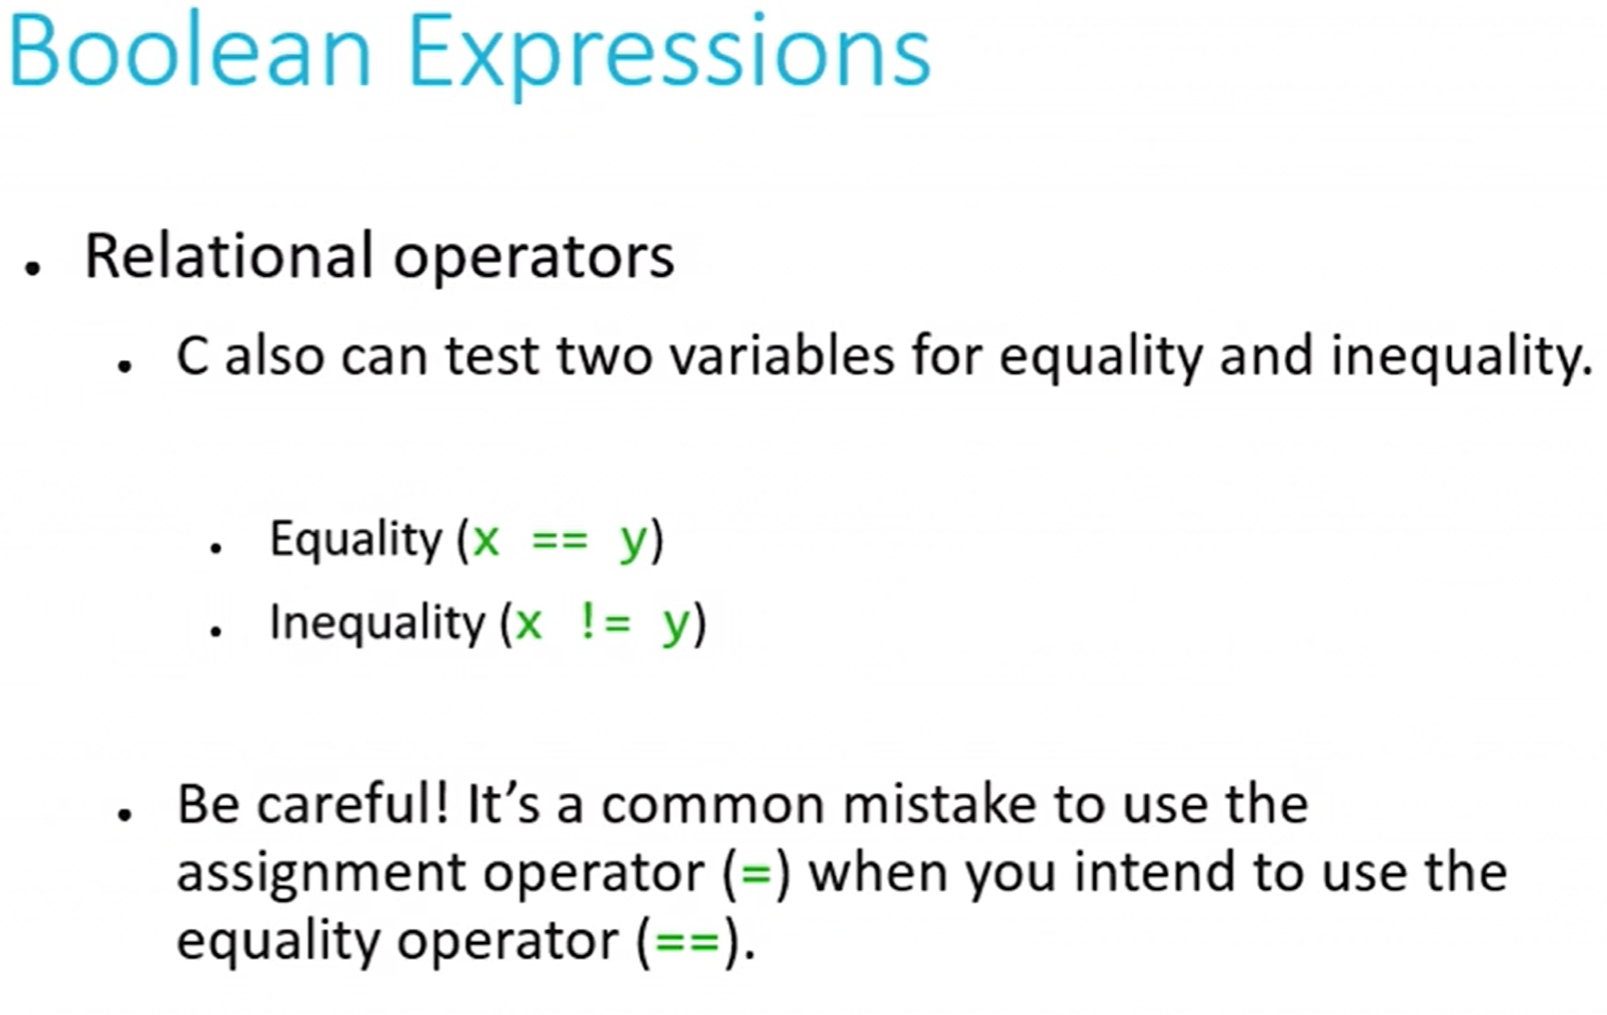 Boolean Expressions
• Relational operators
• C also can test two variables for equality and inequality.
• Equality (x == y)
• Inequality (x != y)
• Be careful! It’s a common mistake to use the
assignment operator (=) when you intend to use the
equality operator (==).